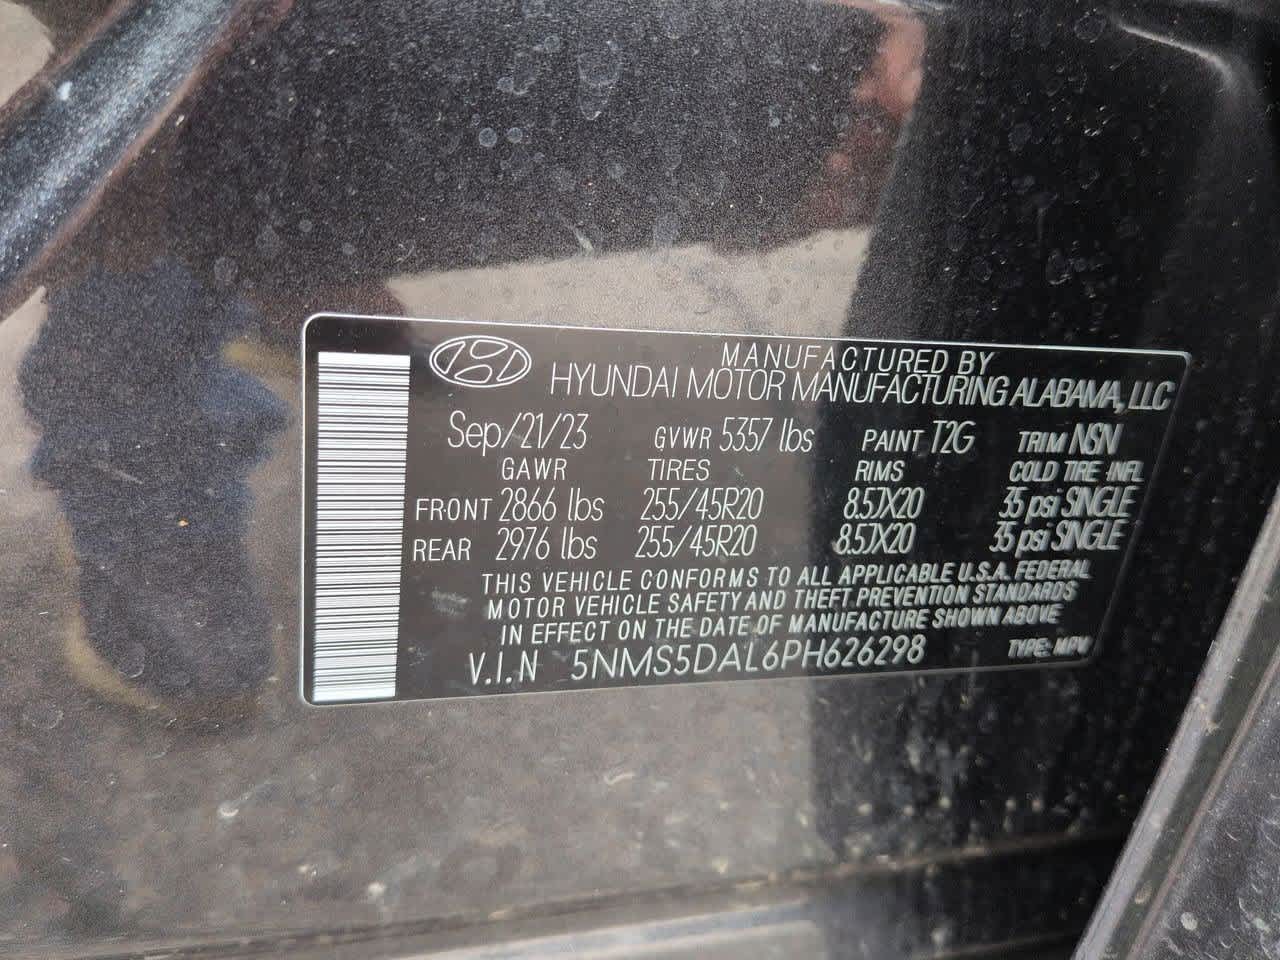 MANUFACTURED BY
HYUNDAI MOTOR MANUFACTURING ALABAMA, LLC
Sep/21/23 GVWR 5357 lbs PAINT T2G TRIM NSN
GAWR TIRES RIMS COLD TIRE INFL
FRONT 2866 lbs 255/45R20 8.5JX20 35 psi SINGLE
REAR 2976 lbs 255/45R20 8.5JX20 35 psi SINGLE
THIS VEHICLE CONFORMS TO ALL APPLICABLE U.S.A. FEDERAL
MOTOR VEHICLE SAFETY AND THEFT PREVENTION STANDARDS
IN EFFECT ON THE DATE OF MANUFACTURE SHOWN ABOVE
V.I.N 5NMS5DAL6PH626298 TYPE: MPV